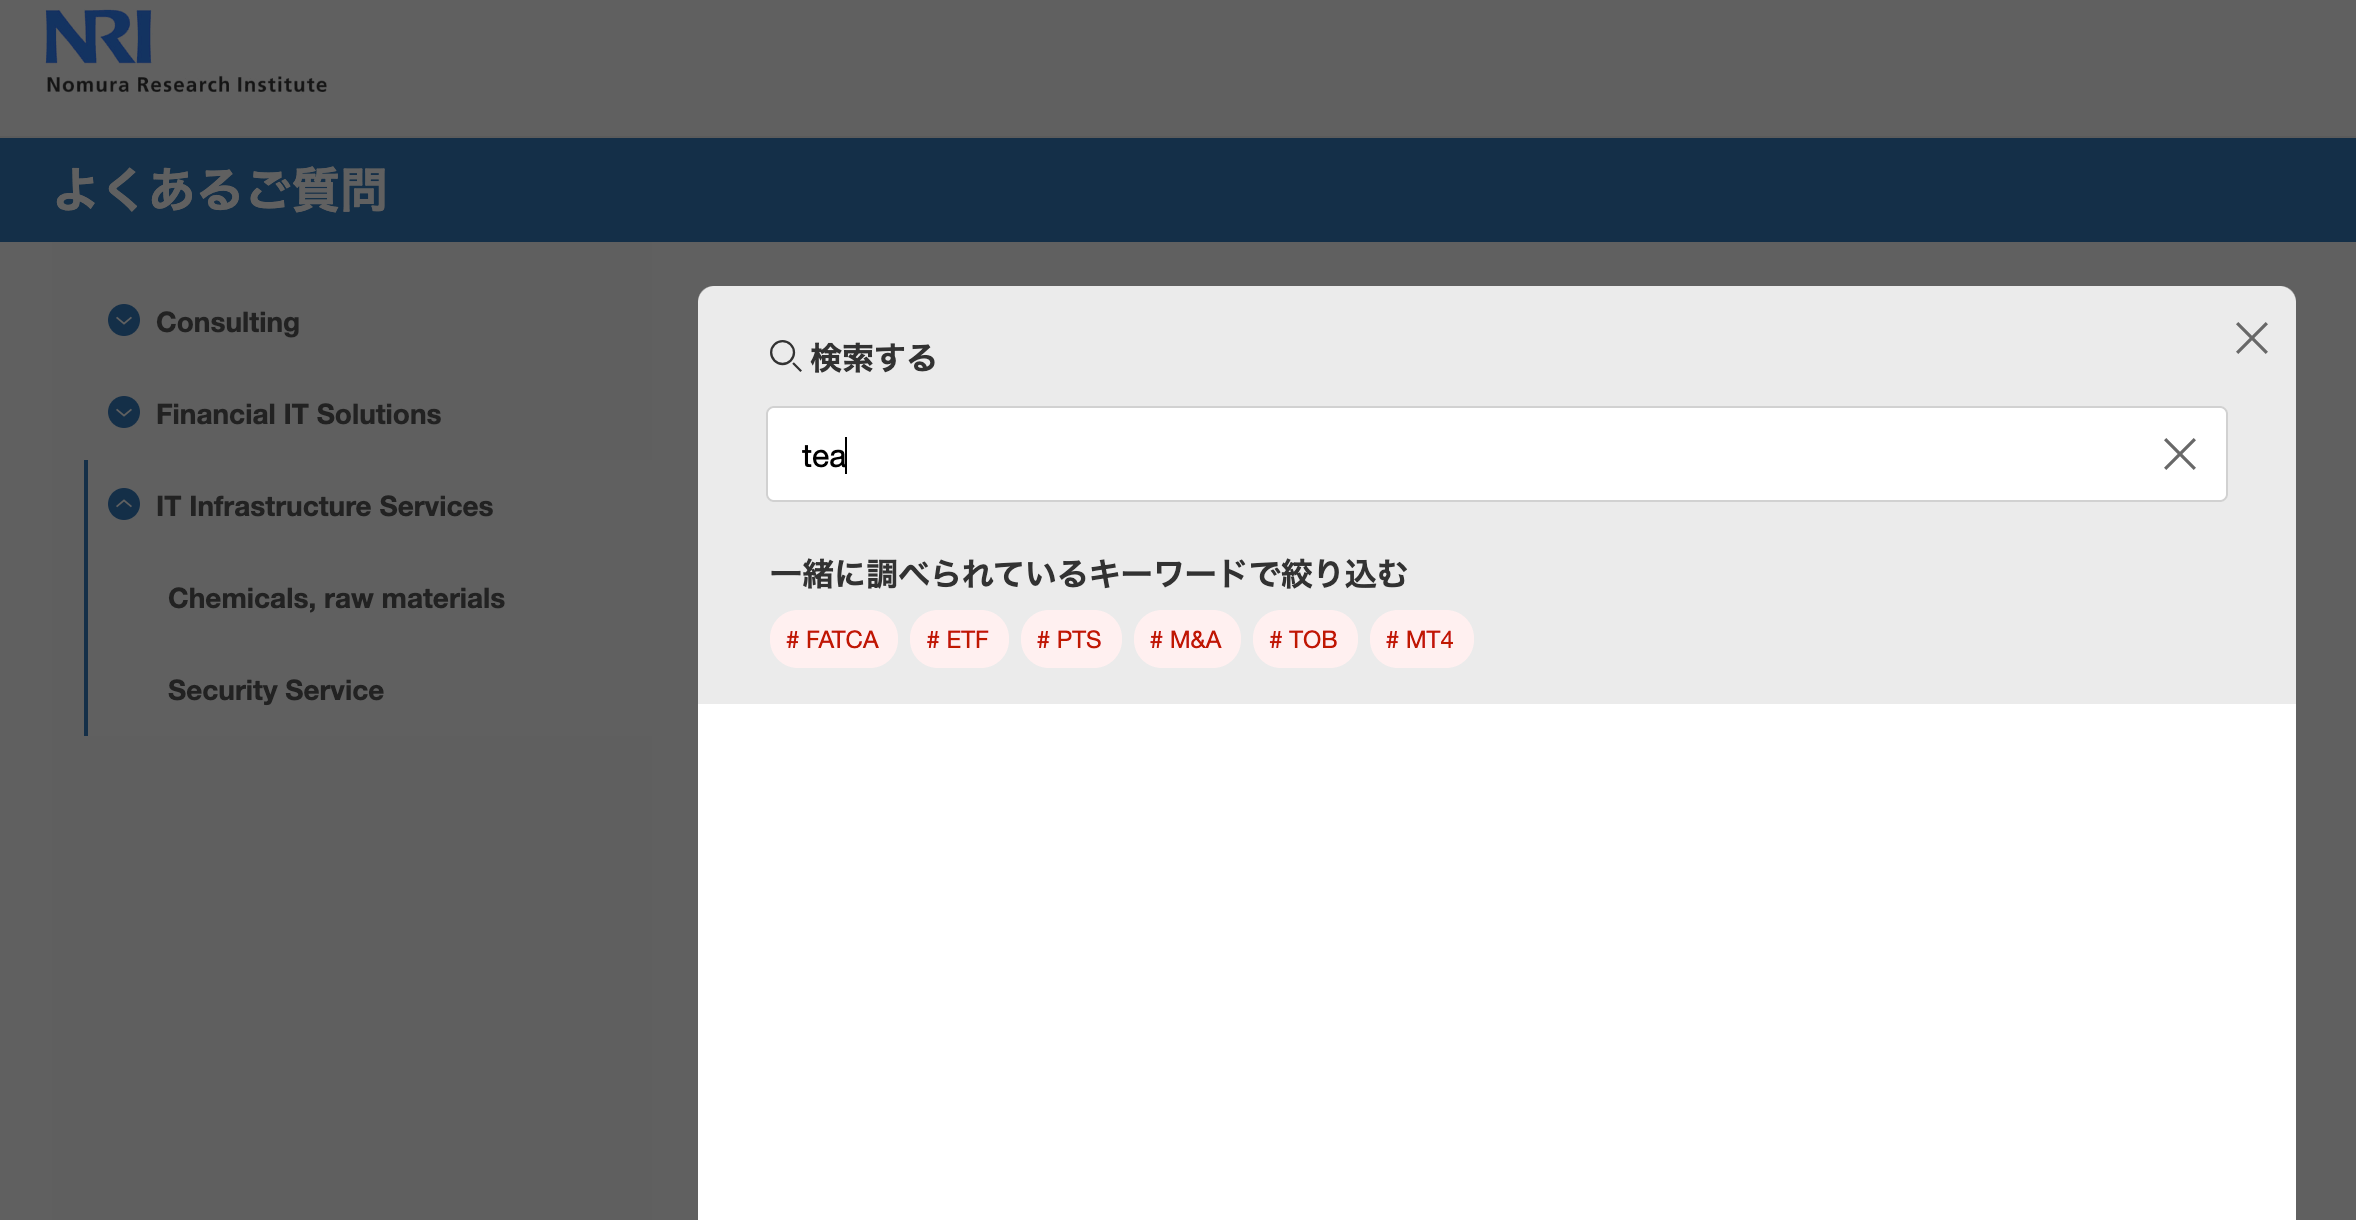 NRI
Nomura Research Institute
よくあるご質問
Consulting
Financial IT Solutions
IT Infrastructure Services
Chemicals, raw materials
Security Service
検索する
tea
一緒に調べられているキーワードで絞り込む
# FATCA # ETF # PTS # M&A # TOB # MT4